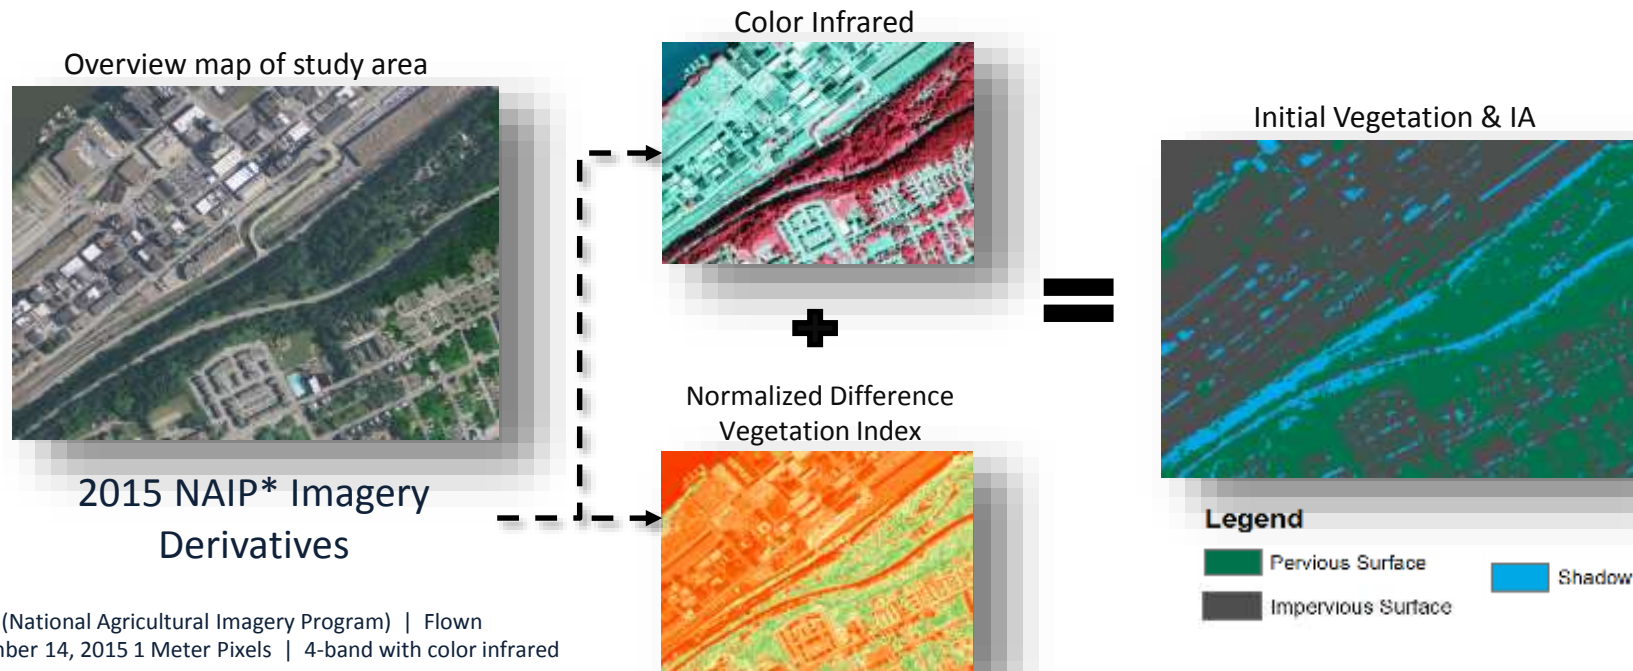 Color Infrared
Overview map of study area
Initial Vegetation & IA
Normalized Difference
Vegetation Index
2015 NAIP* Imagery
Derivatives
Legend
Pervious Surface
Shadow
Impervious Surface
(National Agricultural Imagery Program) | Flown
14, 2015 1 Meter Pixels | 4-band with color infrared